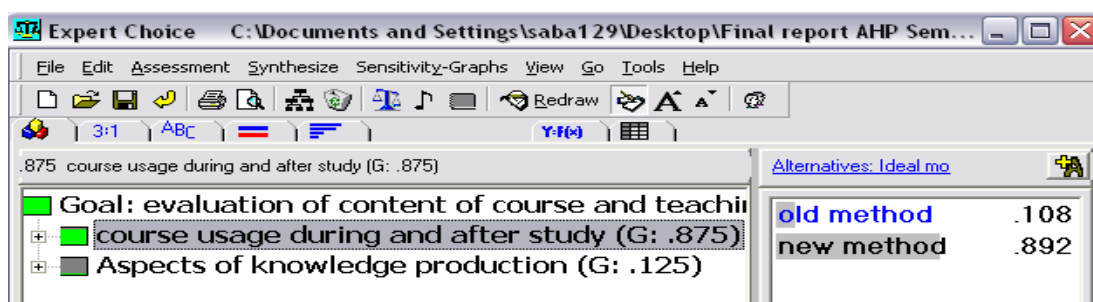 Expert Choice C:\Documents and Settings\saba129\Desktop\Final report AHP Sem...
File Edit Assessment Synthesize Sensitivity-Graphs View Go Tools Help
Redraw A A
3:1 ABC Y=F(x)
.875 course usage during and after study (G: .875)
Alternatives: Ideal mo
Goal: evaluation of content of course and teachi
course usage during and after study (G: .875)
Aspects of knowledge production (G: .125)
old method .108
new method .892